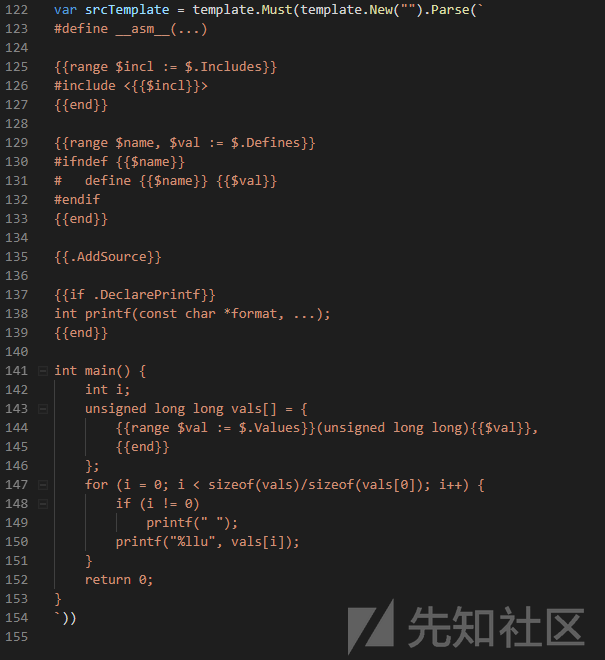 122 var srcTemplate = template.Must(template.New("").Parse(`
123 #define __asm__(...)
124
125 {{range $incl := $.Includes}}
126 #include <{{$incl}}>
127 {{end}}
128
129 {{range $name, $val := $.Defines}}
130 #ifndef {{$name}}
131 #   define {{$name}} {{$val}}
132 #endif
133 {{end}}
134
135 {{.AddSource}}
136
137 {{if .DeclarePrintf}}
138 int printf(const char *format, ...);
139 {{end}}
140
141 int main() {
142     int i;
143     unsigned long long vals[] = {
144         {{range $val := $.Values}}(unsigned long long){{$val}},
145         {{end}}
146     };
147     for (i = 0; i < sizeof(vals)/sizeof(vals[0]); i++) {
148         if (i != 0)
149             printf(" ");
150         printf("%llu", vals[i]);
151     }
152     return 0;
153 }
154 `))
155
先知社区